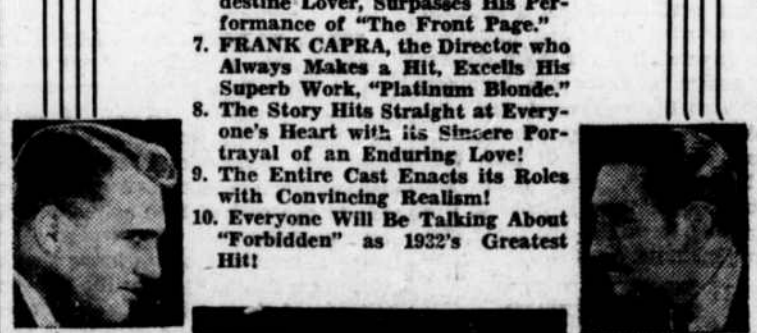 destine Lover, Surpasses His Per-
formance of "The Front Page."
7. FRANK CAPRA, the Director who
Always Makes a Hit, Excells His
Superb Work, "Platinum Blonde."
8. The Story Hits Straight at Every-
one's Heart with its Sincere Por-
trayal of an Enduring Love!
9. The Entire Cast Enacts its Roles
with Convincing Realism!
10. Everyone Will Be Talking About
"Forbidden" as 1932's Greatest
Hit!